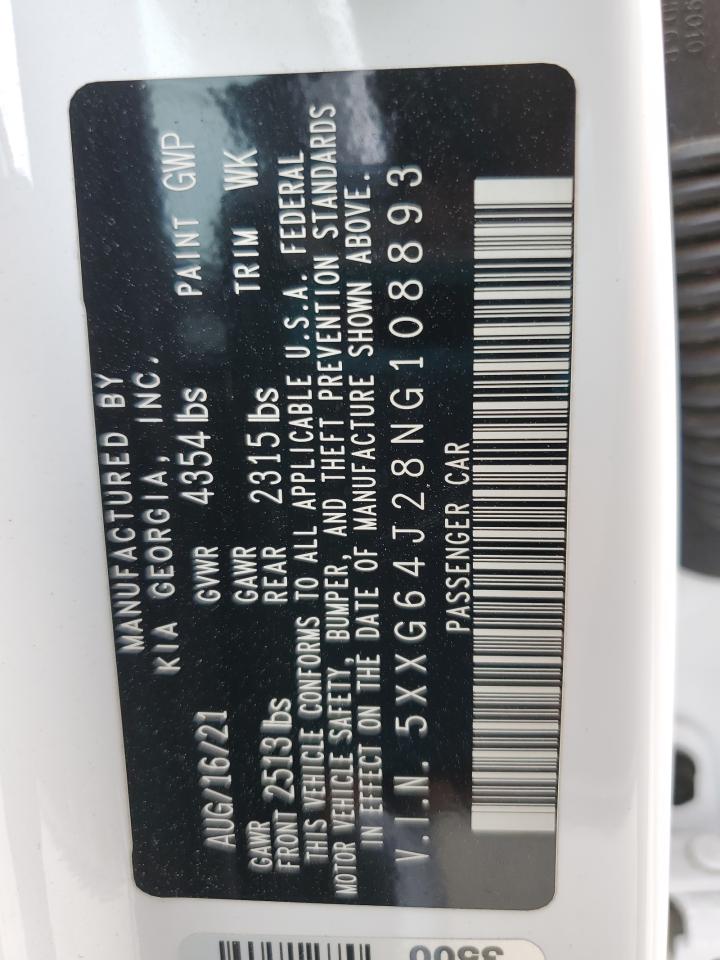 MANUFACTURED BY
KIA GEORGIA, INC.
AUG/16/21 GVWR 4354lbs PAINT GWP
GAWR GAWR
FRONT 2513lbs REAR 2315lbs TRIM WK
THIS VEHICLE CONFORMS TO ALL APPLICABLE U.S.A. FEDERAL
MOTOR VEHICLE SAFETY, BUMPER, AND THEFT PREVENTION STANDARDS
IN EFFECT ON THE DATE OF MANUFACTURE SHOWN ABOVE.
V.I.N. 5XXG64J28NG108893
PASSENGER CAR
3500